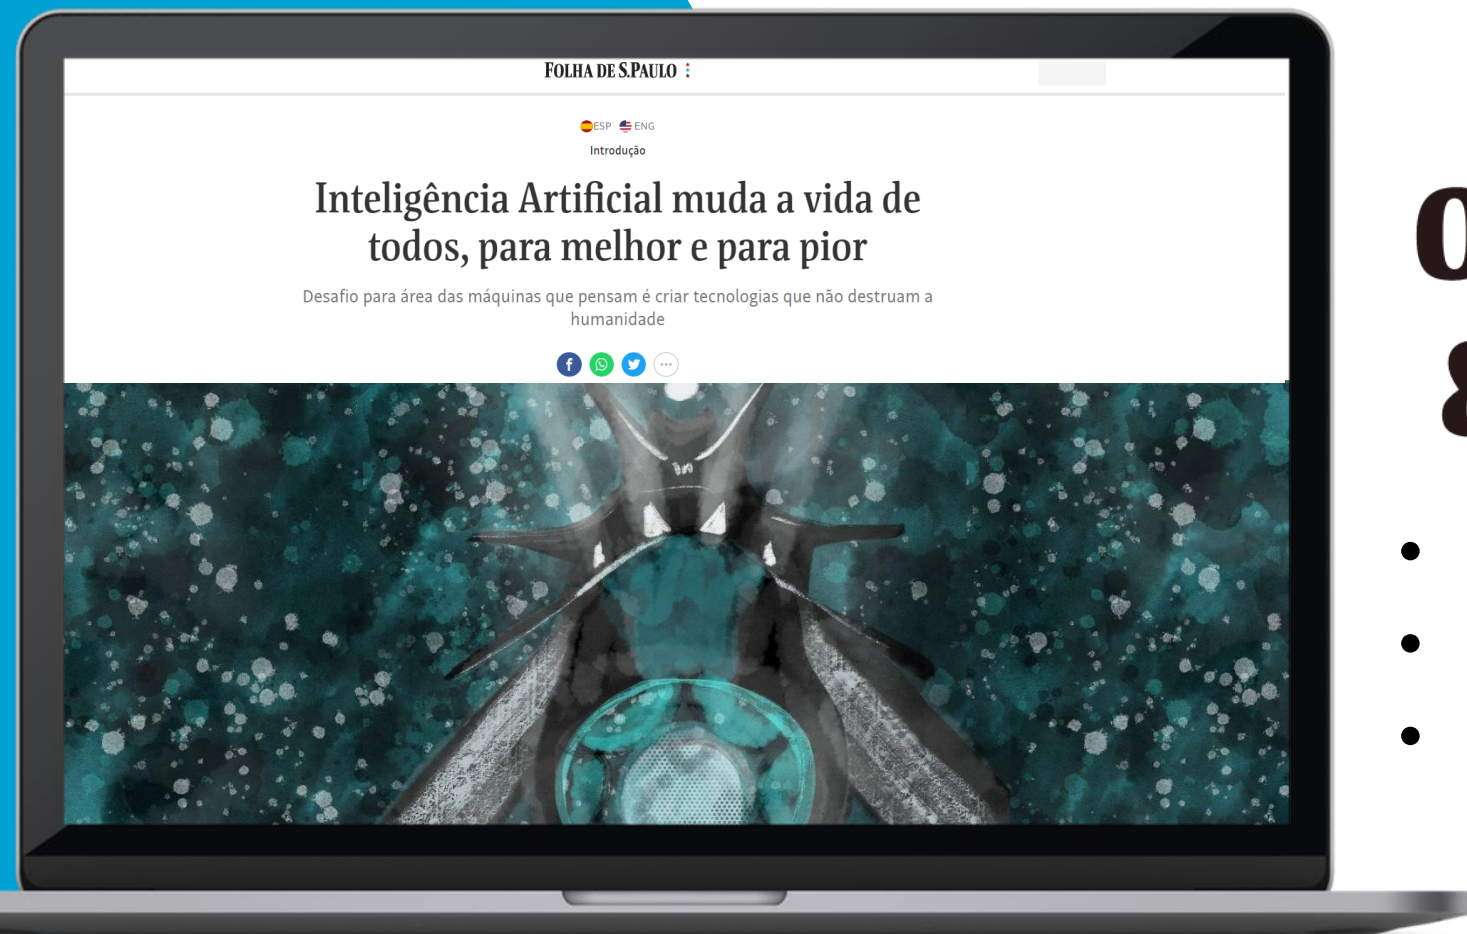 FOLHA DE S.PAULO
ESP ENG
Introdução
Inteligência Artificial muda a vida de
todos, para melhor e para pior
Desafio para área das máquinas que pensam é criar tecnologias que não destruam a
humanidade